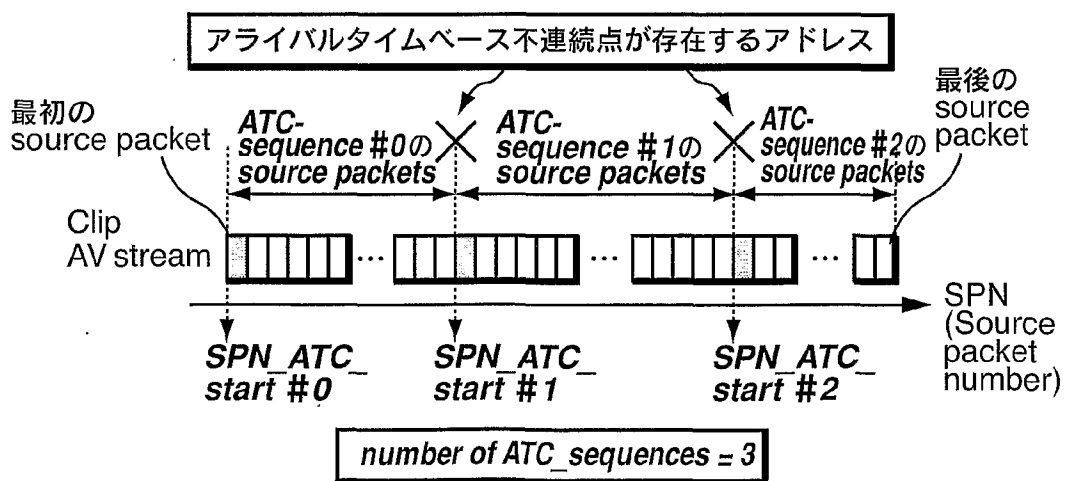 アライバルタイムベース不連続点が存在するアドレス
最初の
source packet
ATC-
sequence #0の
source packets
ATC-
sequence #1の
source packets
ATC-
sequence #2の
source packets
最後の
source
packet
Clip
AV stream
...
...
...
SPN
(Source
packet
number)
SPN_ATC_
start #0
SPN_ATC_
start #1
SPN_ATC_
start #2
number of ATC_sequences = 3